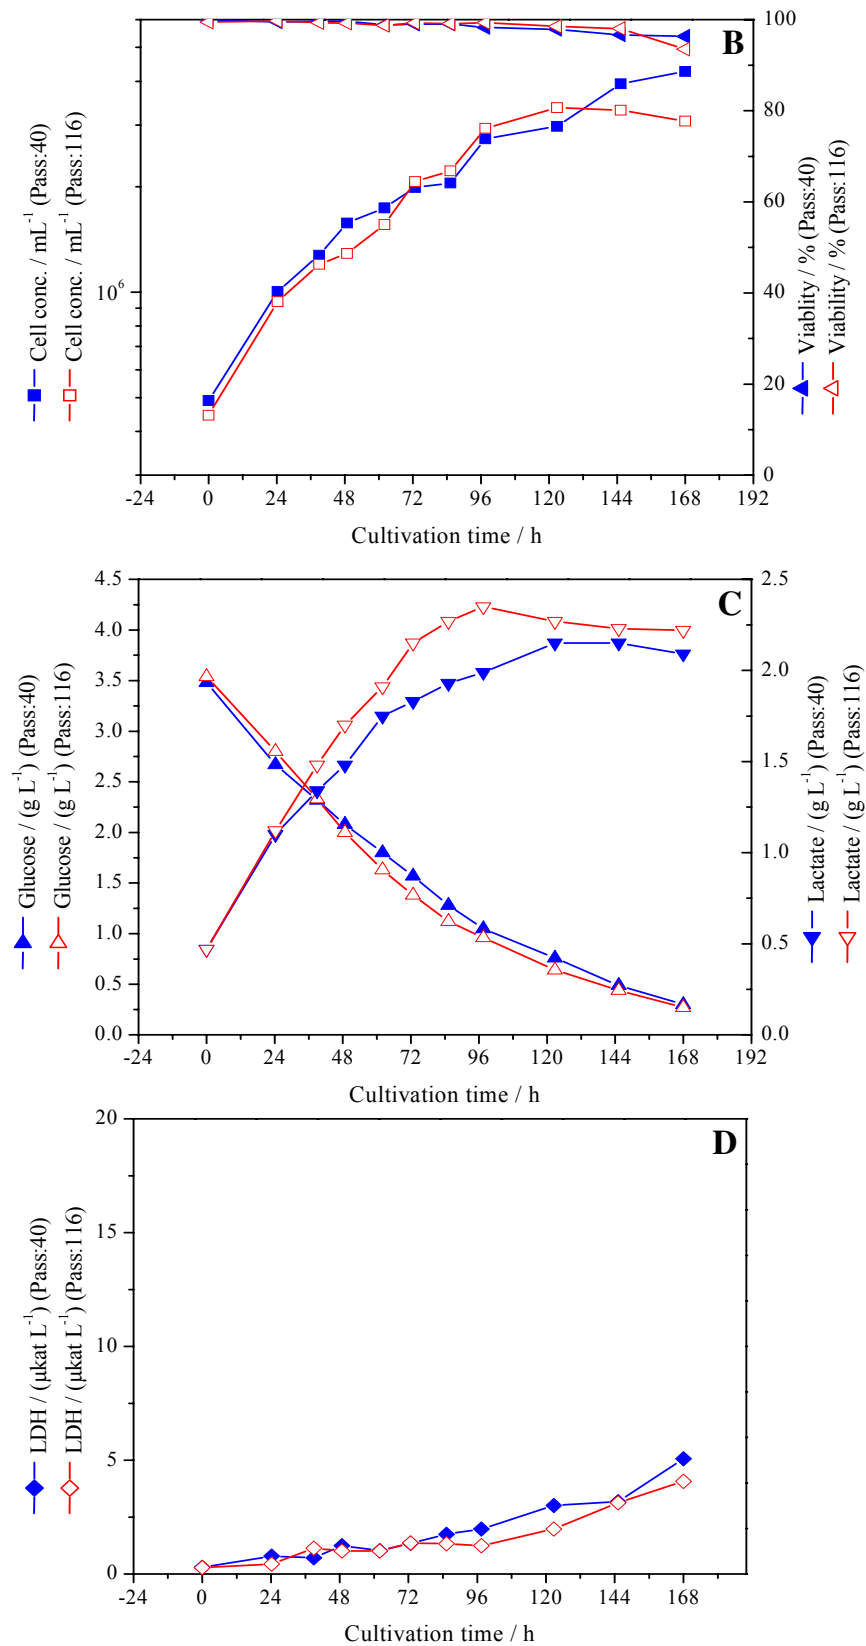 B
Cell conc. / mL⁻¹ (Pass:40)
Cell conc. / mL⁻¹ (Pass:116)
10⁶
100
80
60
40
20
0
Viablity / % (Pass:40)
Viability / % (Pass:116)
-24 0 24 48 72 96 120 144 168 192
Cultivation time / h
C
Glucose / (g L⁻¹) (Pass:40)
Glucose / (g L⁻¹) (Pass:116)
4.5
4.0
3.5
3.0
2.5
2.0
1.5
1.0
0.5
0.0
2.5
2.0
1.5
1.0
0.5
0.0
Lactate / (g L⁻¹) (Pass:40)
Lactate / (g L⁻¹) (Pass:116)
-24 0 24 48 72 96 120 144 168 192
Cultivation time / h
D
LDH / (µkat L⁻¹) (Pass:40)
LDH / (µkat L⁻¹) (Pass:116)
20
15
10
5
0
-24 0 24 48 72 96 120 144 168
Cultivation time / h